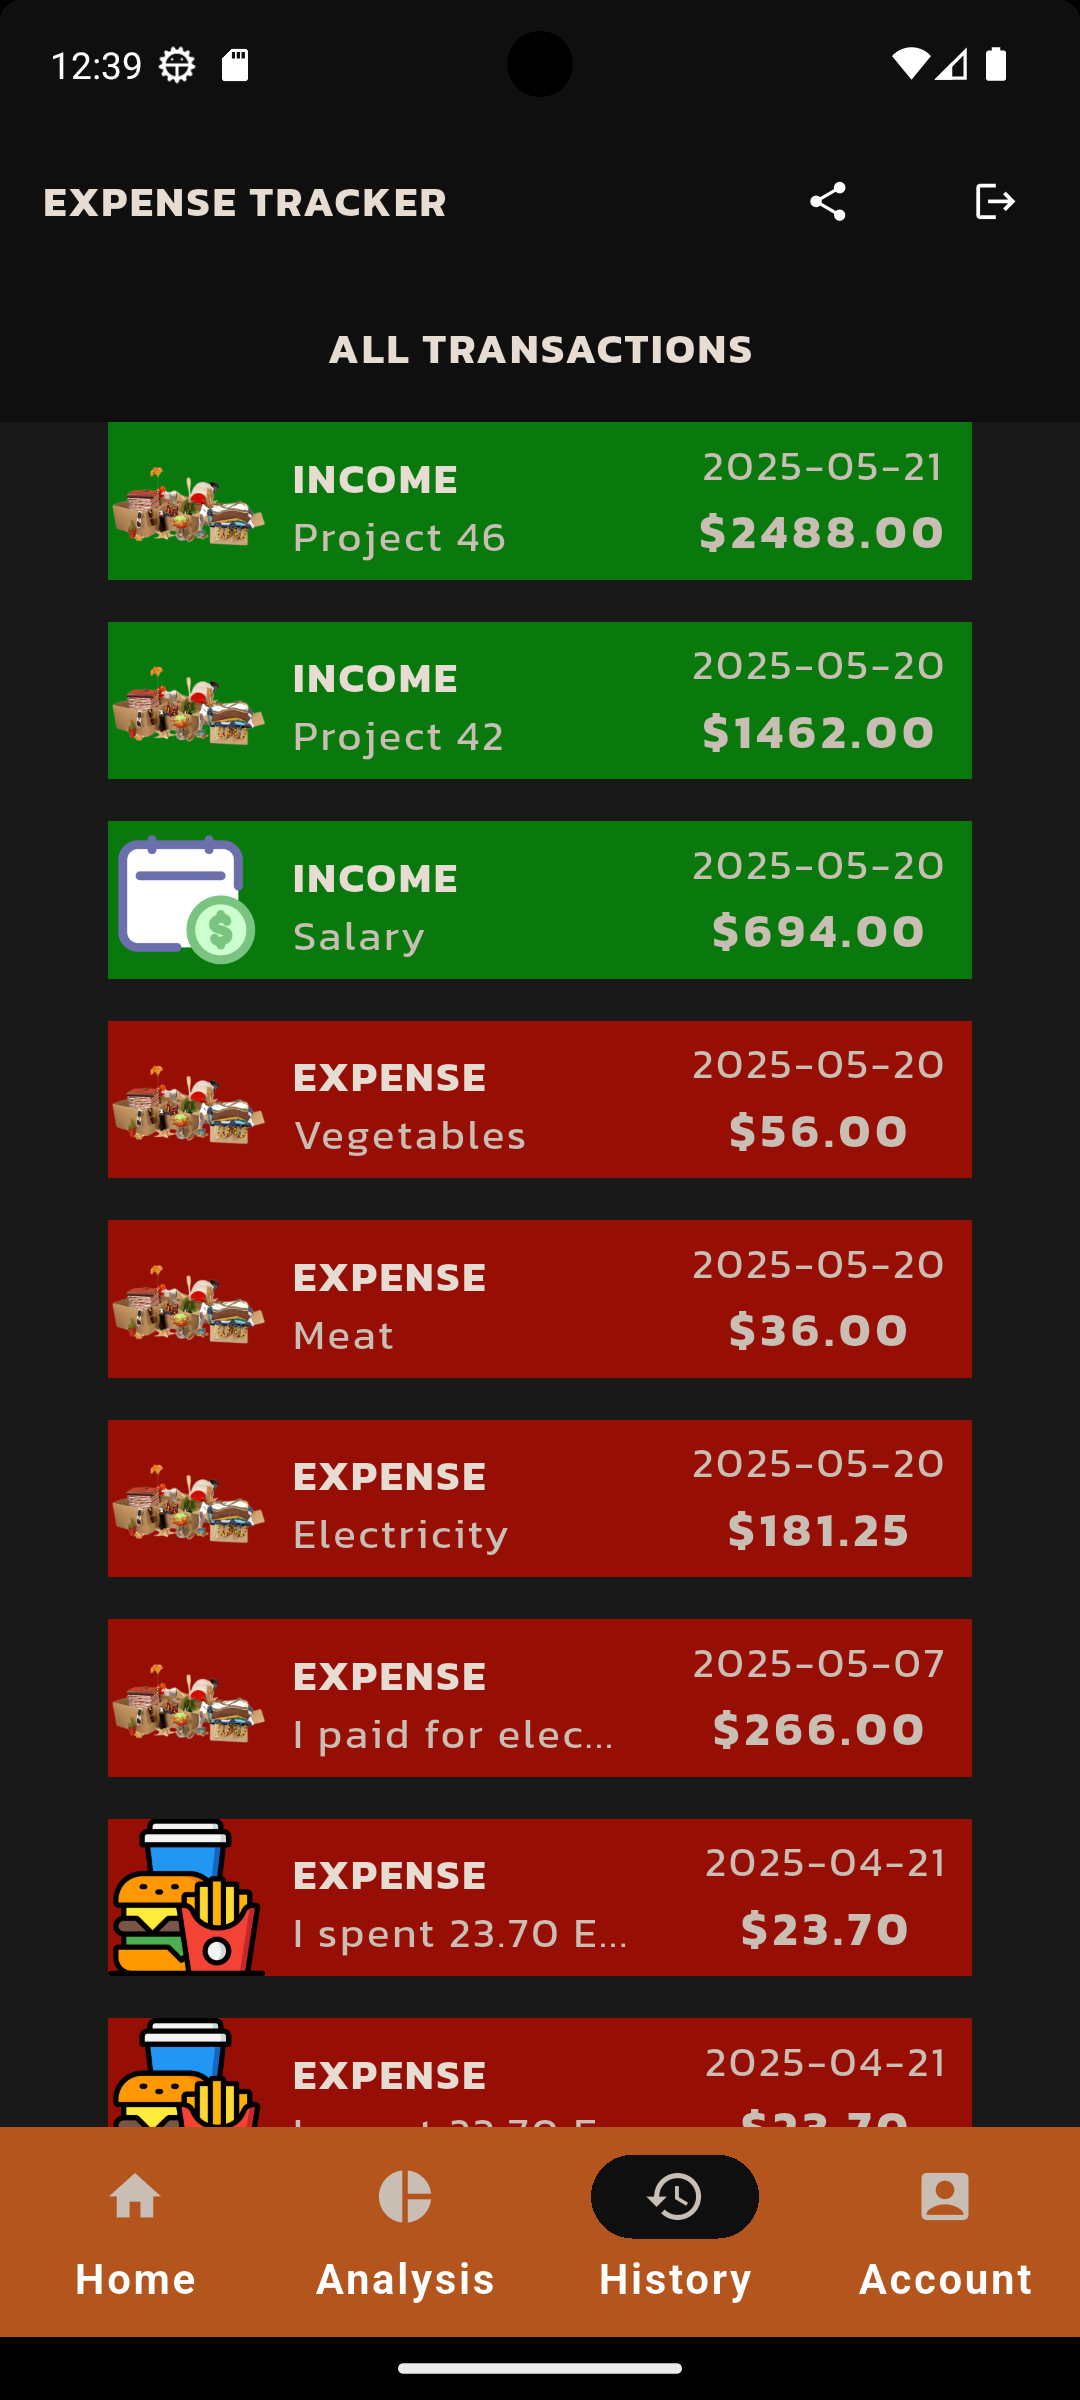 12:39
EXPENSE TRACKER
ALL TRANSACTIONS
INCOME
2025-05-21
Project 46
$2488.00
INCOME
2025-05-20
Project 42
$1462.00
INCOME
2025-05-20
Salary
$694.00
EXPENSE
2025-05-20
Vegetables
$56.00
EXPENSE
2025-05-20
Meat
$36.00
EXPENSE
2025-05-20
Electricity
$181.25
EXPENSE
2025-05-07
I paid for elec...
$266.00
EXPENSE
2025-04-21
I spent 23.70 E...
$23.70
EXPENSE
2025-04-21
$23.70
Home
Analysis
History
Account